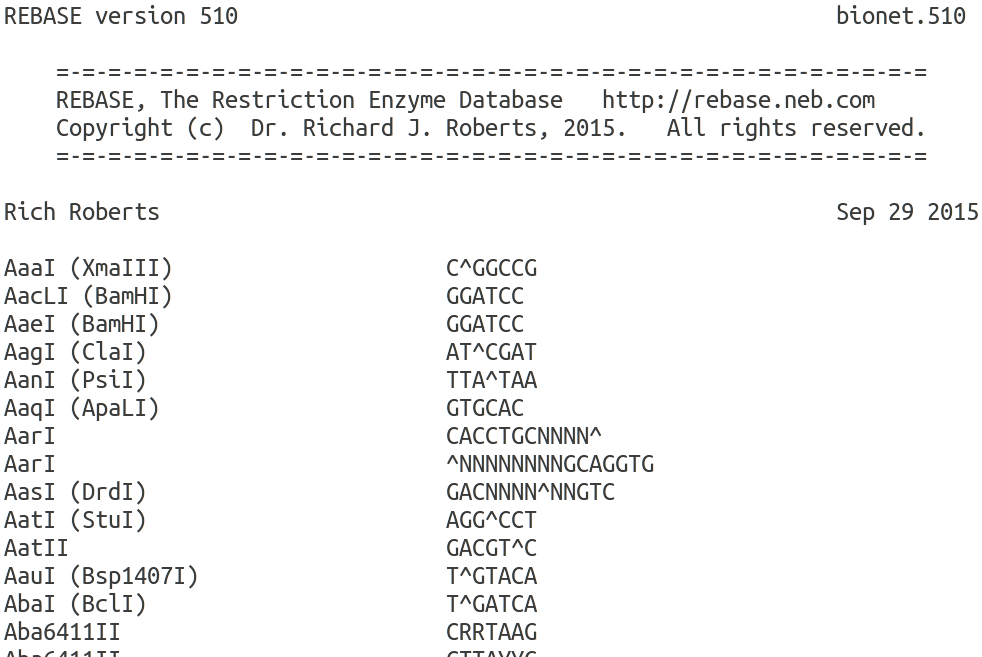 REBASE version 510 bionet.510
=-=-=-=-=-=-=-=-=-=-=-=-=-=-=-=-=-=-=-=-=-=-=-=-=-=-=-=-=-=-=-=-=-=
REBASE, The Restriction Enzyme Database http://rebase.neb.com
Copyright (c) Dr. Richard J. Roberts, 2015. All rights reserved.
=-=-=-=-=-=-=-=-=-=-=-=-=-=-=-=-=-=-=-=-=-=-=-=-=-=-=-=-=-=-=-=-=-=
Rich Roberts Sep 29 2015
AaaI (XmaIII) C^GGCCG
AacLI (BamHI) GGATCC
AaeI (BamHI) GGATCC
AagI (ClaI) AT^CGAT
AanI (PsiI) TTA^TAA
AaqI (ApaLI) GTGCAC
AarI CACCTGCNNNN^
AarI ^NNNNNNNNGCAGGTG
AasI (DrdI) GACNNNN^NNGTC
AatI (StuI) AGG^CCT
AatII GACGT^C
AauI (Bsp1407I) T^GTACA
AbaI (BclI) T^GATCA
Aba6411II CRRTAAG
Aba6411II CTTAYYG